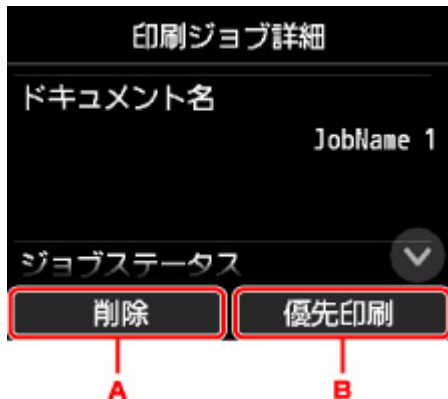 印刷ジョブ詳細
ドキュメント名
JobName 1
ジョブステータス
削除 優先印刷
A B